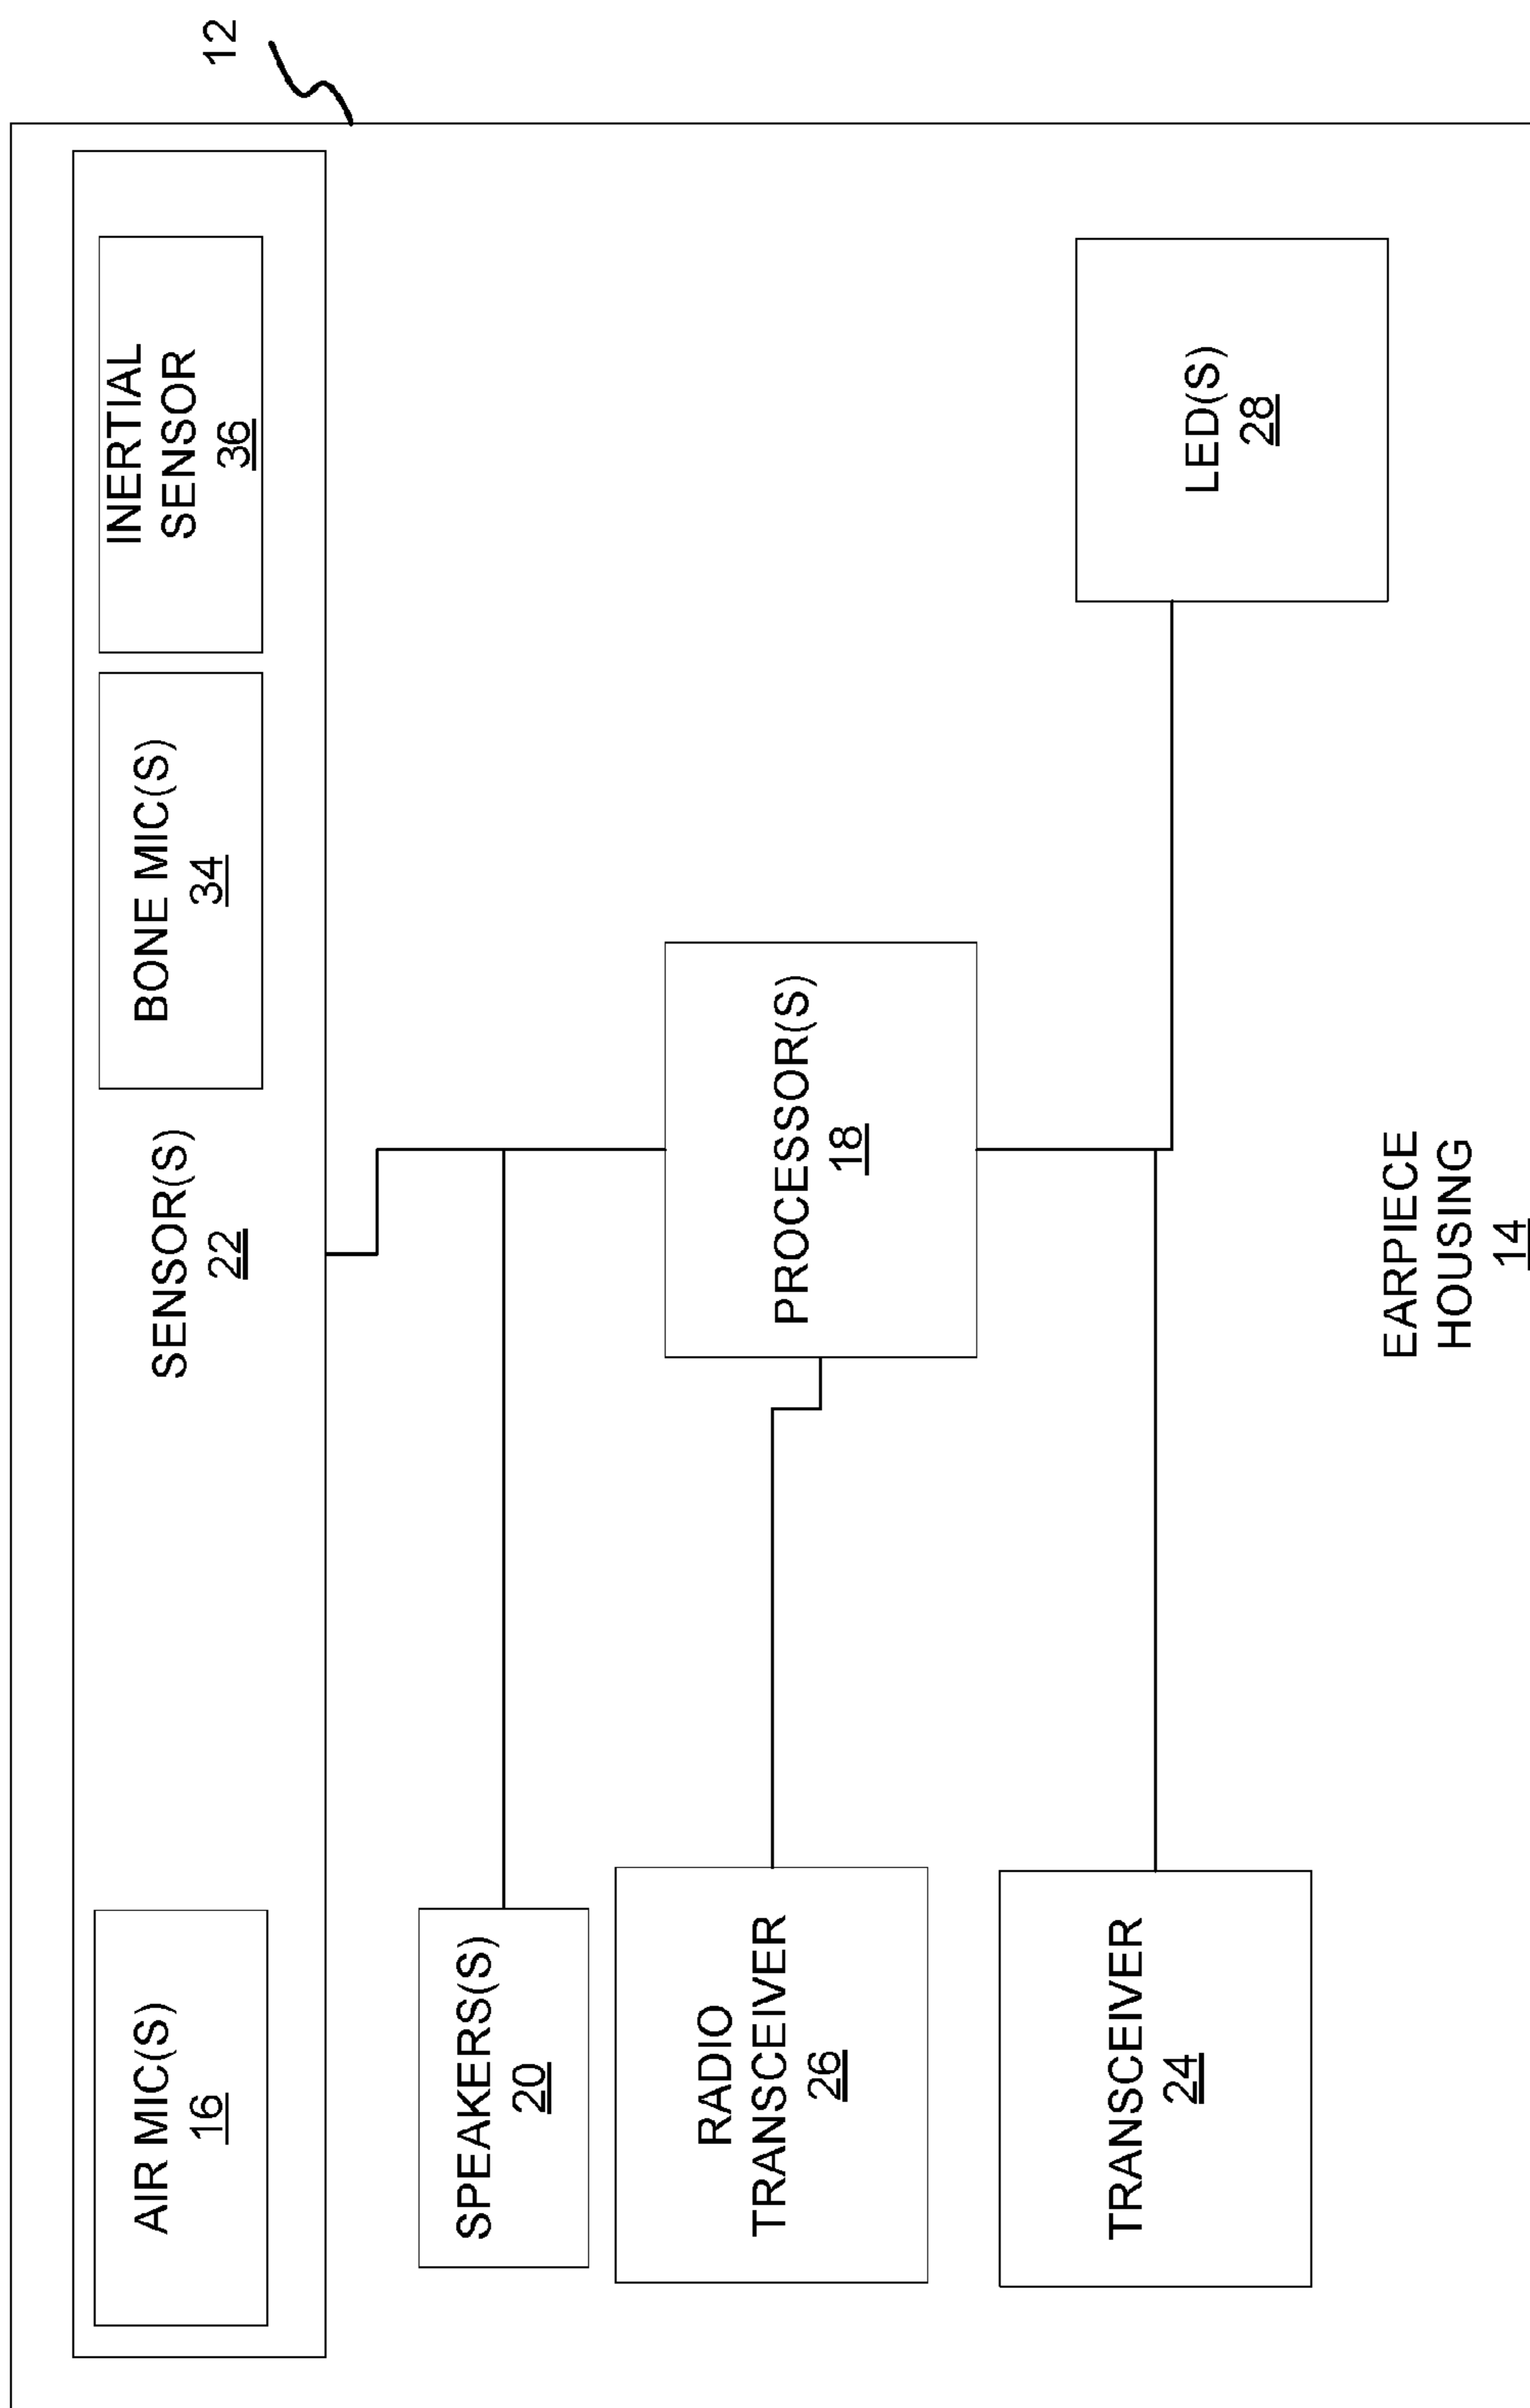 12
AIR MIC(S)
16
SENSOR(S)
22
BONE MIC(S)
34
INERTIAL
SENSOR
36
SPEAKERS(S)
20
RADIO
TRANSCEIVER
26
PROCESSOR(S)
18
TRANSCEIVER
24
LED(S)
28
EARPIECE
HOUSING
14